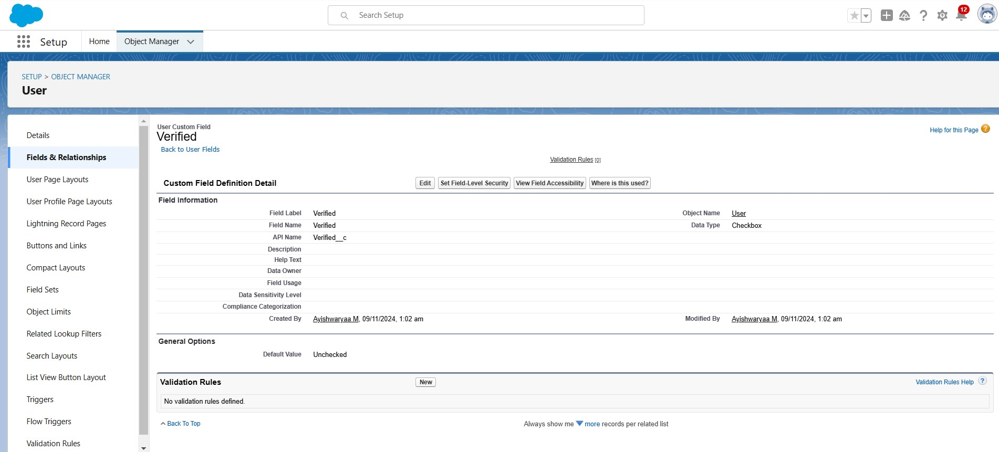 Search Setup
12
Setup
Home
Object Manager
SETUP > OBJECT MANAGER
User
Details
Fields & Relationships
User Page Layouts
User Profile Page Layouts
Lightning Record Pages
Buttons and Links
Compact Layouts
Field Sets
Object Limits
Related Lookup Filters
Search Layouts
List View Button Layout
Triggers
Flow Triggers
Validation Rules
User Custom Field
Verified
Back to User Fields
Help for this Page ?
Validation Rules [0]
Custom Field Definition Detail
Edit
Set Field-Level Security
View Field Accessibility
Where is this used?
Field Information
Field Label Verified
Object Name User
Field Name Verified
Data Type Checkbox
API Name Verified__c
Description
Help Text
Data Owner
Field Usage
Data Sensitivity Level
Compliance Categorization
Created By Ayishwaryaa M, 09/11/2024, 1:02 am
Modified By Ayishwaryaa M, 09/11/2024, 1:02 am
General Options
Default Value Unchecked
Validation Rules
New
Validation Rules Help ?
No validation rules defined.
Back To Top
Always show me more records per related list